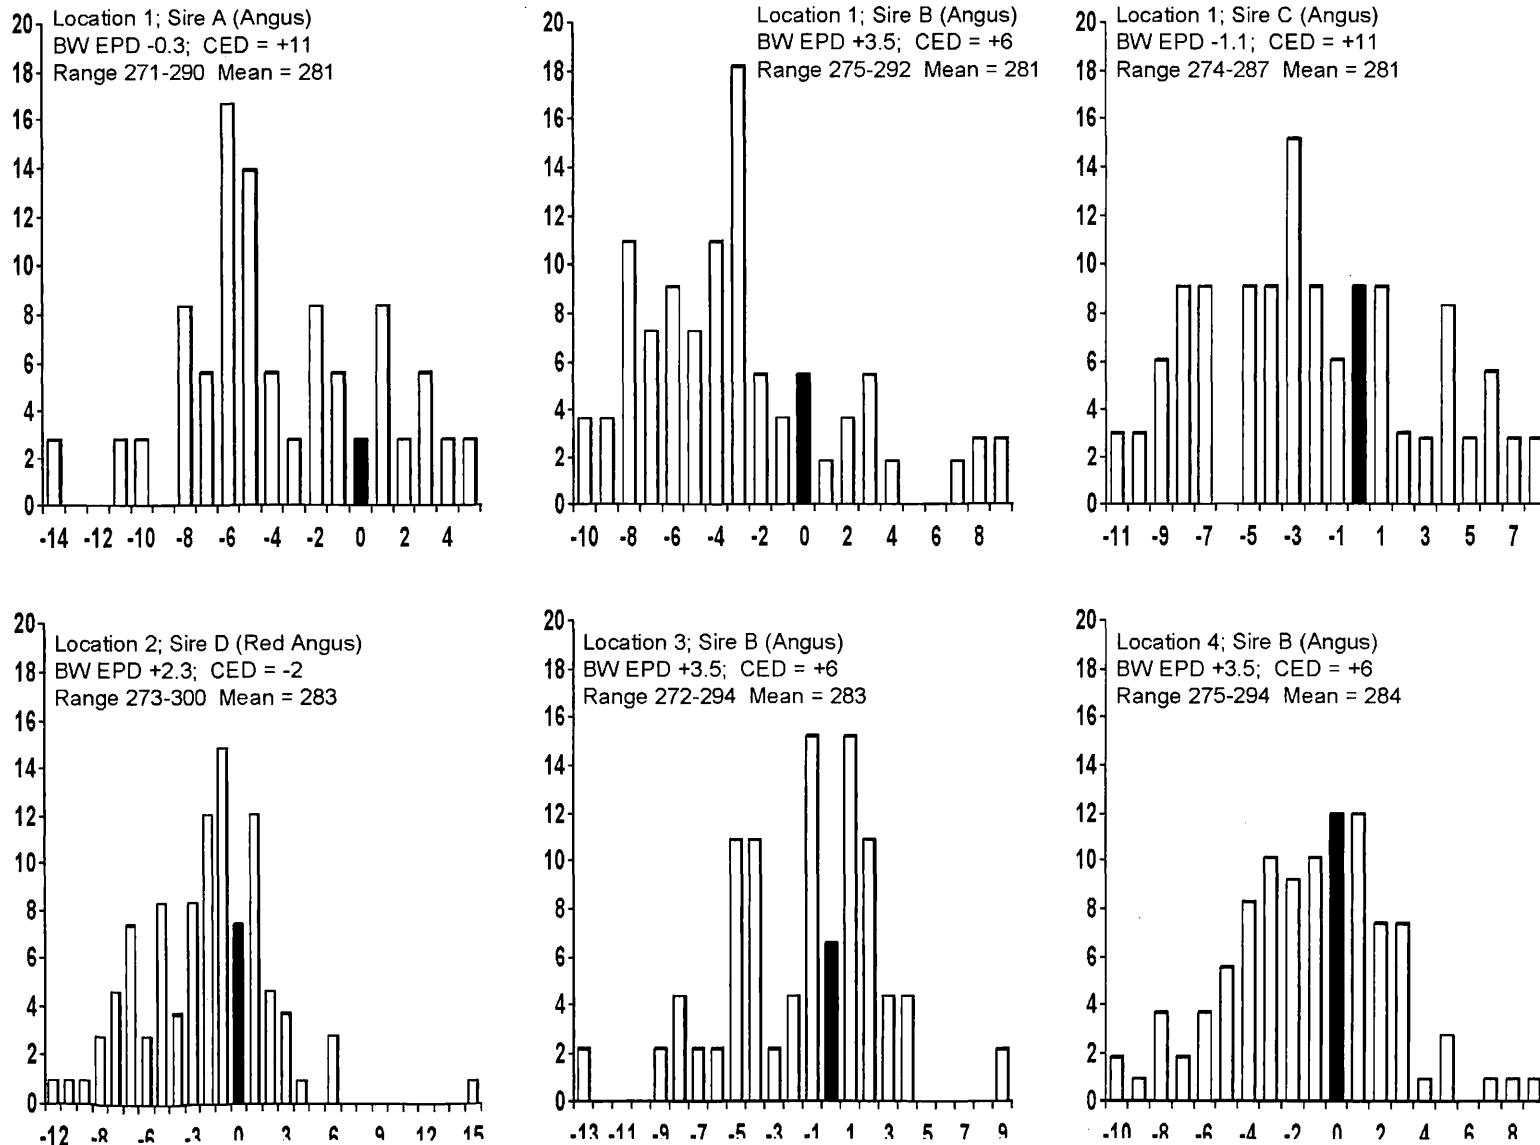 Location 1; Sire A (Angus)
BW EPD -0.3; CED = +11
Range 271-290 Mean = 281
20
18
16
14
12
10
8
6
4
2
0
-14 -12 -10 -8 -6 -4 -2 0 2 4
Location 1; Sire B (Angus)
BW EPD +3.5; CED = +6
Range 275-292 Mean = 281
20
18
16
14
12
10
8
6
4
2
0
-10 -8 -6 -4 -2 0 2 4 6 8
Location 1; Sire C (Angus)
BW EPD -1.1; CED = +11
Range 274-287 Mean = 281
20
18
16
14
12
10
8
6
4
2
0
-11 -9 -7 -5 -3 -1 1 3 5 7
Location 2; Sire D (Red Angus)
BW EPD +2.3; CED = -2
Range 273-300 Mean = 283
20
18
16
14
12
10
8
6
4
2
0
-12 -8 -6 -3 0 3 6 9 12 15
Location 3; Sire B (Angus)
BW EPD +3.5; CED = +6
Range 272-294 Mean = 283
20
18
16
14
12
10
8
6
4
2
0
-13 -11 -9 -7 -5 -3 -1 1 3 5 7 9
Location 4; Sire B (Angus)
BW EPD +3.5; CED = +6
Range 275-294 Mean = 284
20
18
16
14
12
10
8
6
4
2
0
-10 -8 -6 -4 -2 0 2 4 6 8